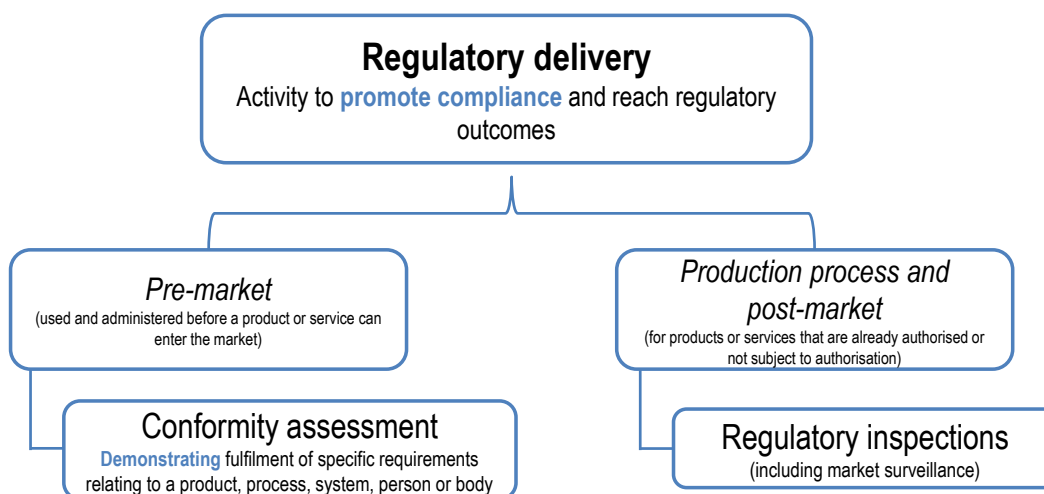 Regulatory delivery
Activity to promote compliance and reach regulatory
outcomes
Pre-market
(used and administered before a product or service can
enter the market)
Production process and
post-market
(for products or services that are already authorised or
not subject to authorisation)
Conformity assessment
Demonstrating fulfilment of specific requirements
relating to a product, process, system, person or body
Regulatory inspections
(including market surveillance)